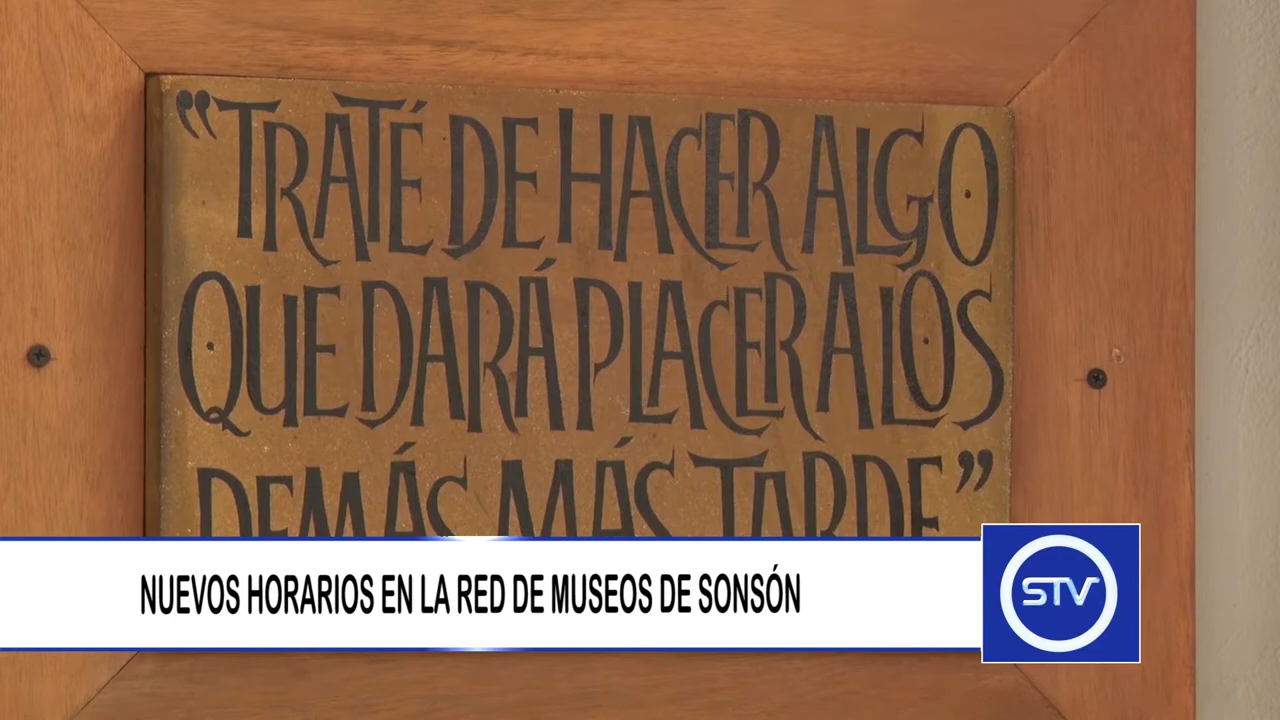 “TRATÉ DE HACER ALGO
QUE DARÁ PLACER A LOS
DEMÁS MÁS TARDE”
NUEVOS HORARIOS EN LA RED DE MUSEOS DE SONSÓN
STV